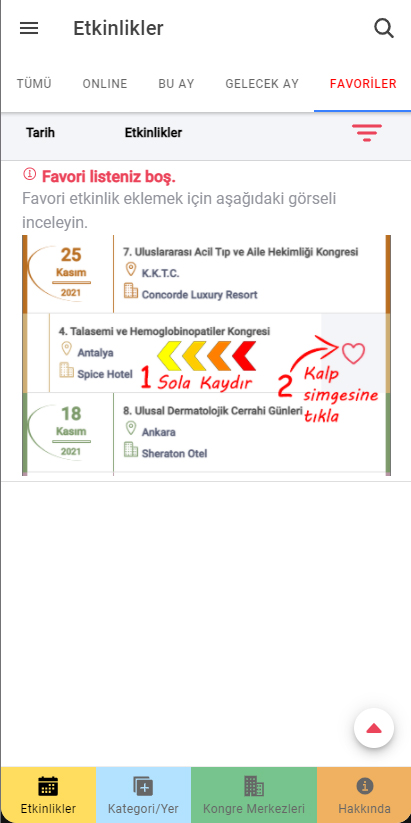 Etkinlikler
TÜMÜ ONLINE BU AY GELECEK AY FAVORİLER
Tarih Etkinlikler
Favori listeniz boş.
Favori etkinlik eklemek için aşağıdaki görseli
inceleyin.
25
Kasım
2021
7. Uluslararası Acil Tıp ve Aile Hekimliği Kongresi
K.K.T.C.
Concorde Luxury Resort
4. Talasemi ve Hemoglobinopatiler Kongresi
Antalya
Spice Hotel
1 Sola Kaydır
2 Kalp
simgesine
tıkla
18
Kasım
2021
8. Ulusal Dermatolojik Cerrahi Günleri
Ankara
Sheraton Otel
Etkinlikler Kategori/Yer Kongre Merkezleri Hakkında